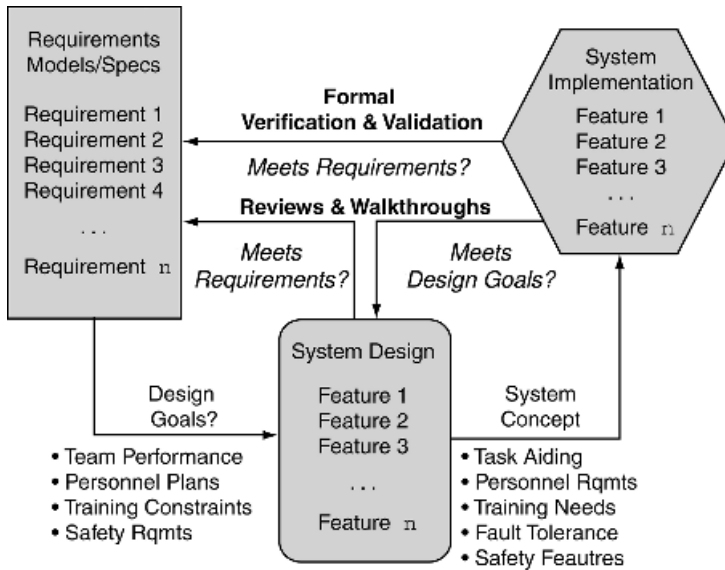 Requirements
Models/Specs
Requirement 1
Requirement 2
Requirement 3
Requirement 4
...
Requirement n
Formal
Verification & Validation
Meets Requirements?
Reviews & Walkthroughs
Meets
Requirements?
Meets
Design Goals?
System
Implementation
Feature 1
Feature 2
Feature 3
...
Feature n
Design
Goals?
• Team Performance
• Personnel Plans
• Training Constraints
• Safety Rqmts
System Design
Feature 1
Feature 2
Feature 3
...
Feature n
System
Concept
• Task Aiding
• Personnel Rqmts
• Training Needs
• Fault Tolerance
• Safety Feautres